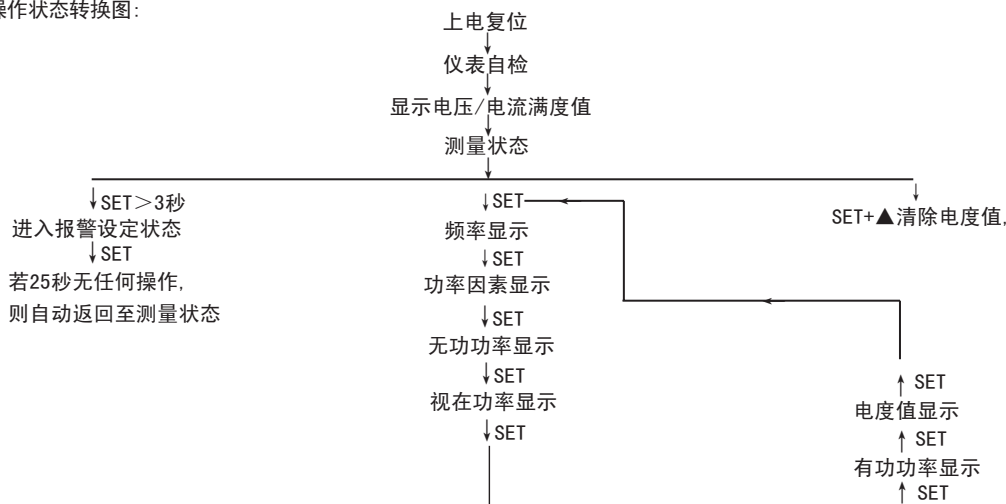 操作状态转换图:
上电复位
仪表自检
显示电压/电流满度值
测量状态
SET>3秒
进入报警设定状态
SET
若25秒无任何操作,
则自动返回至测量状态
SET
频率显示
SET
功率因素显示
SET
无功功率显示
SET
视在功率显示
SET
SET+▲清除电度值,
SET
电度值显示
SET
有功功率显示
SET